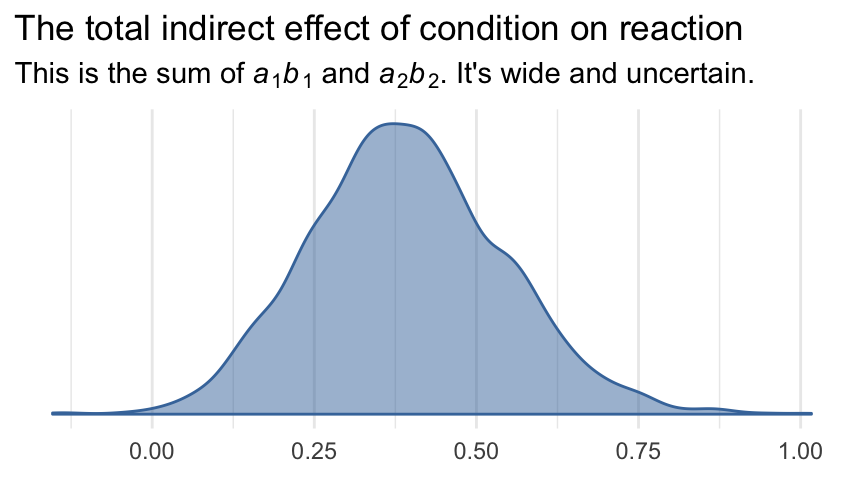 The total indirect effect of condition on reaction
This is the sum of a₁b₁ and a₂b₂. It's wide and uncertain.
0.00 0.25 0.50 0.75 1.00